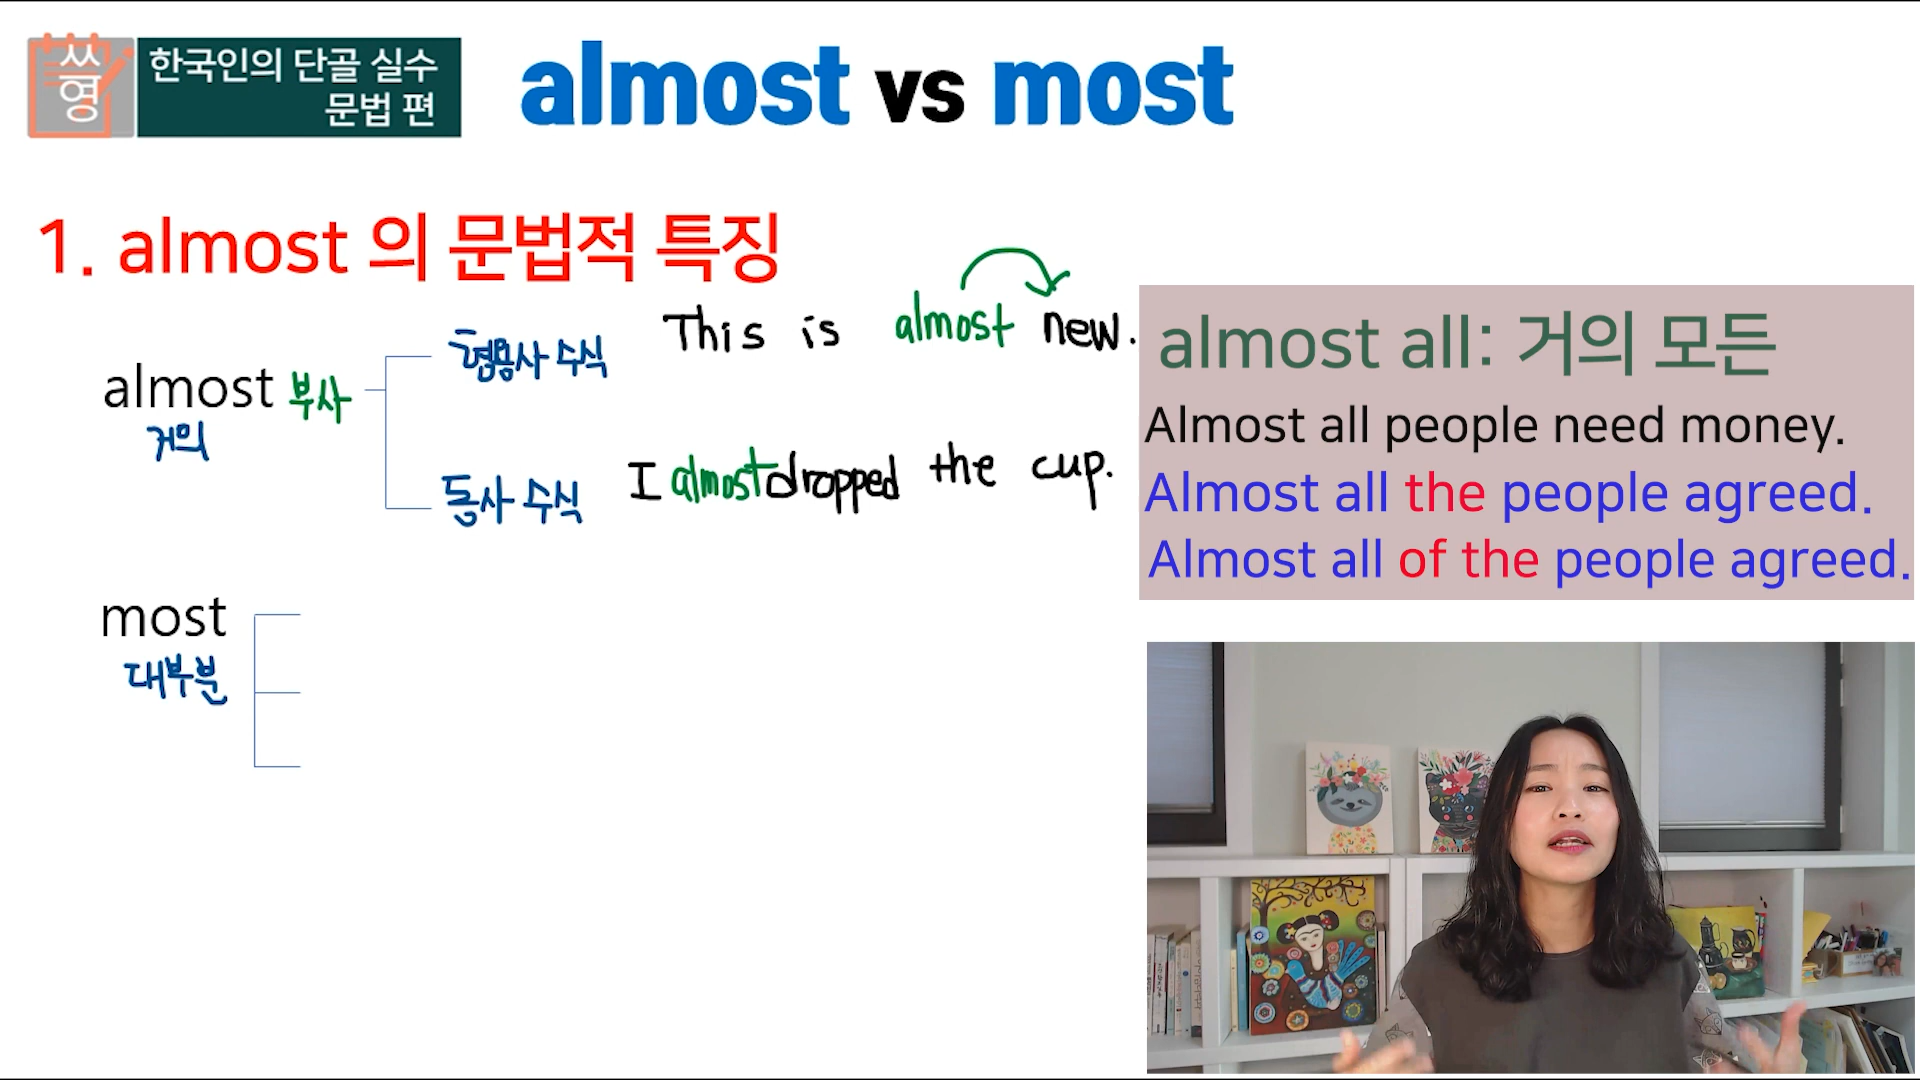 쓰
영
한국인의 단골 실수
문법 편
almost vs most
1. almost 의 문법적 특징
almost 부사
거의
형용사 수식
This is almost new.
동사 수식
I almost dropped the cup.
most
대부분
almost all: 거의 모든
Almost all people need money.
Almost all the people agreed.
Almost all of the people agreed.